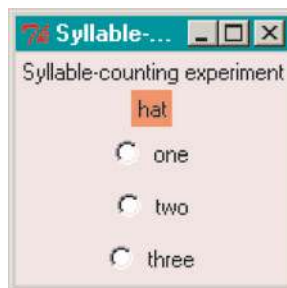 Syllable-...
Syllable-counting experiment
hat
one
two
three